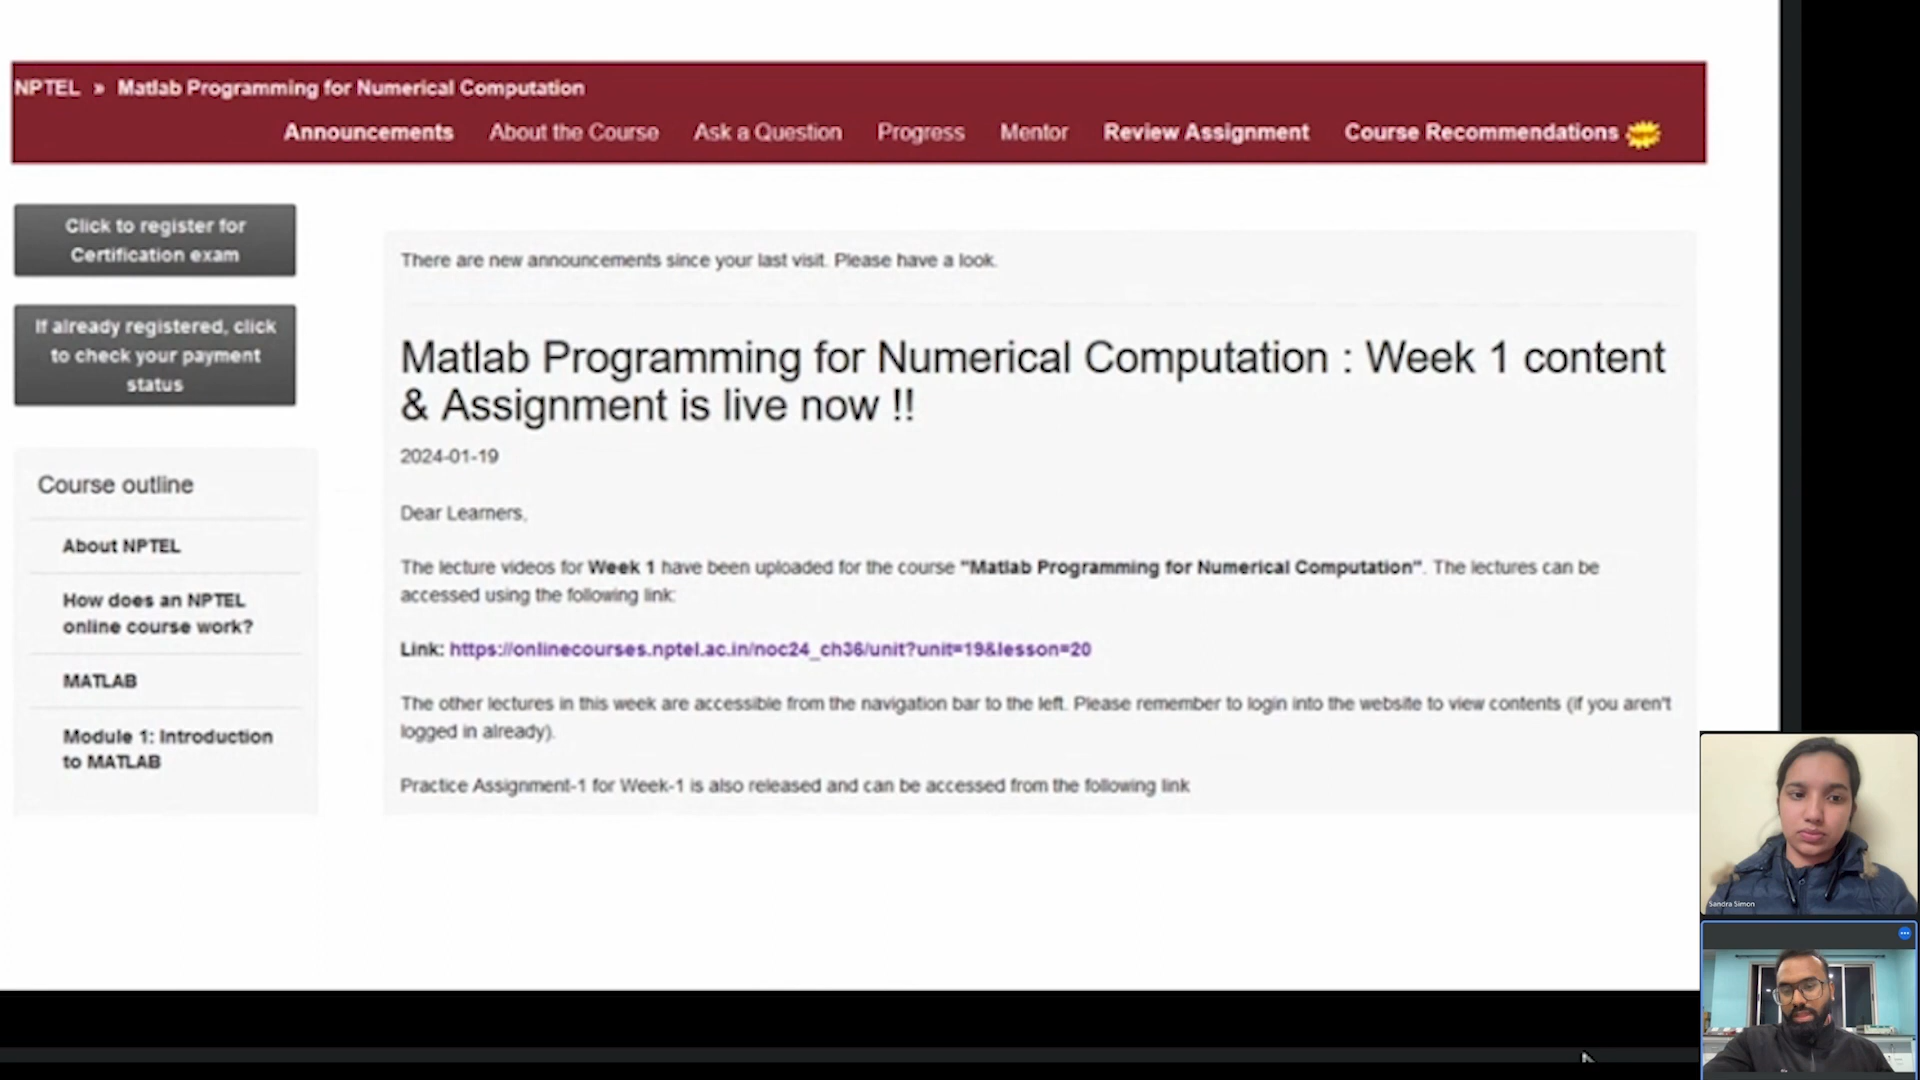 NPTEL » Matlab Programming for Numerical Computation
Announcements About the Course Ask a Question Progress Mentor Review Assignment Course Recommendations
Click to register for
Certification exam
If already registered, click
to check your payment
status
Course outline
About NPTEL
How does an NPTEL
online course work?
MATLAB
Module 1: Introduction
to MATLAB
There are new announcements since your last visit. Please have a look.
Matlab Programming for Numerical Computation : Week 1 content
& Assignment is live now !!
2024-01-19
Dear Learners,
The lecture videos for Week 1 have been uploaded for the course "Matlab Programming for Numerical Computation". The lectures can be
accessed using the following link:
Link: https://onlinecourses.nptel.ac.in/noc24_ch36/unit?unit=19&lesson=20
The other lectures in this week are accessible from the navigation bar to the left. Please remember to login into the website to view contents (if you aren't
logged in already).
Practice Assignment-1 for Week-1 is also released and can be accessed from the following link
Sandra Simon